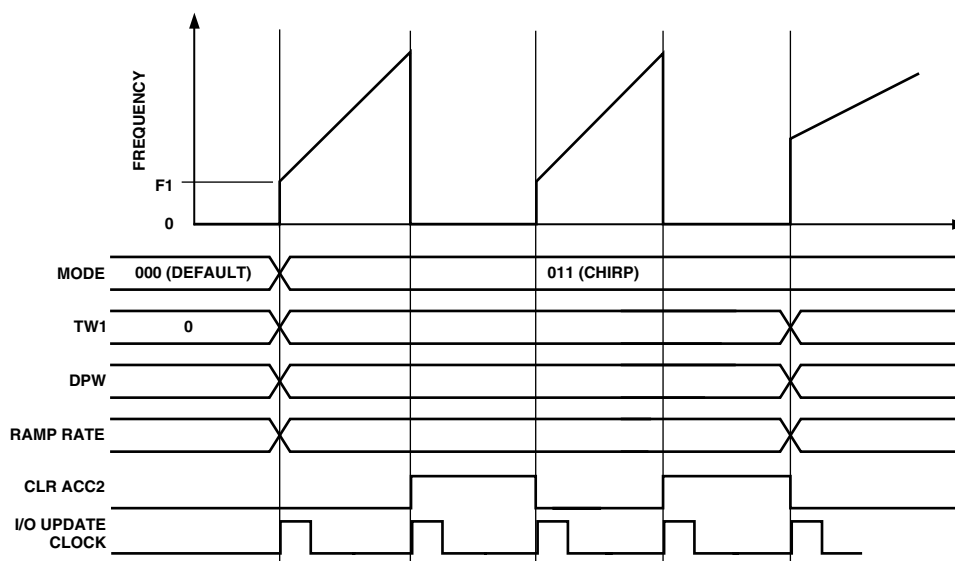 FREQUENCY
F1
0
MODE
000 (DEFAULT)
011 (CHIRP)
TW1
0
DPW
RAMP RATE
CLR ACC2
I/O UPDATE
CLOCK